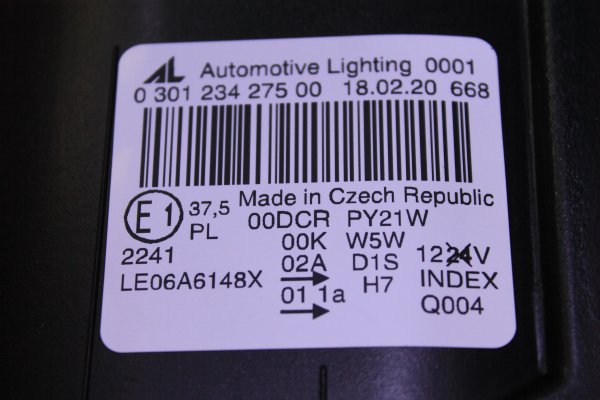 AL Automotive Lighting 0001
0 301 234 275 00 18.02.20 668
Made in Czech Republic
E1 37,5 00DCR PY21W
PL 00K W5W
2241 02A D1S 1224V
LE06A6148X → H7 INDEX
01 1a Q004
→